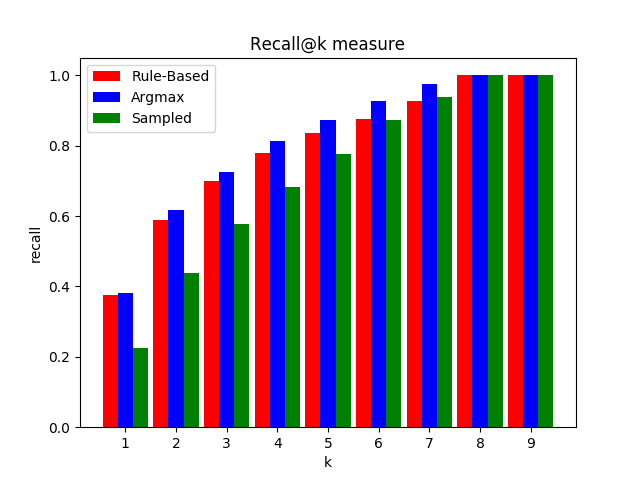 Recall@k measure
Rule-Based
Argmax
Sampled
1.0
0.8
0.6
0.4
0.2
0.0
recall
1 2 3 4 5 6 7 8 9
k